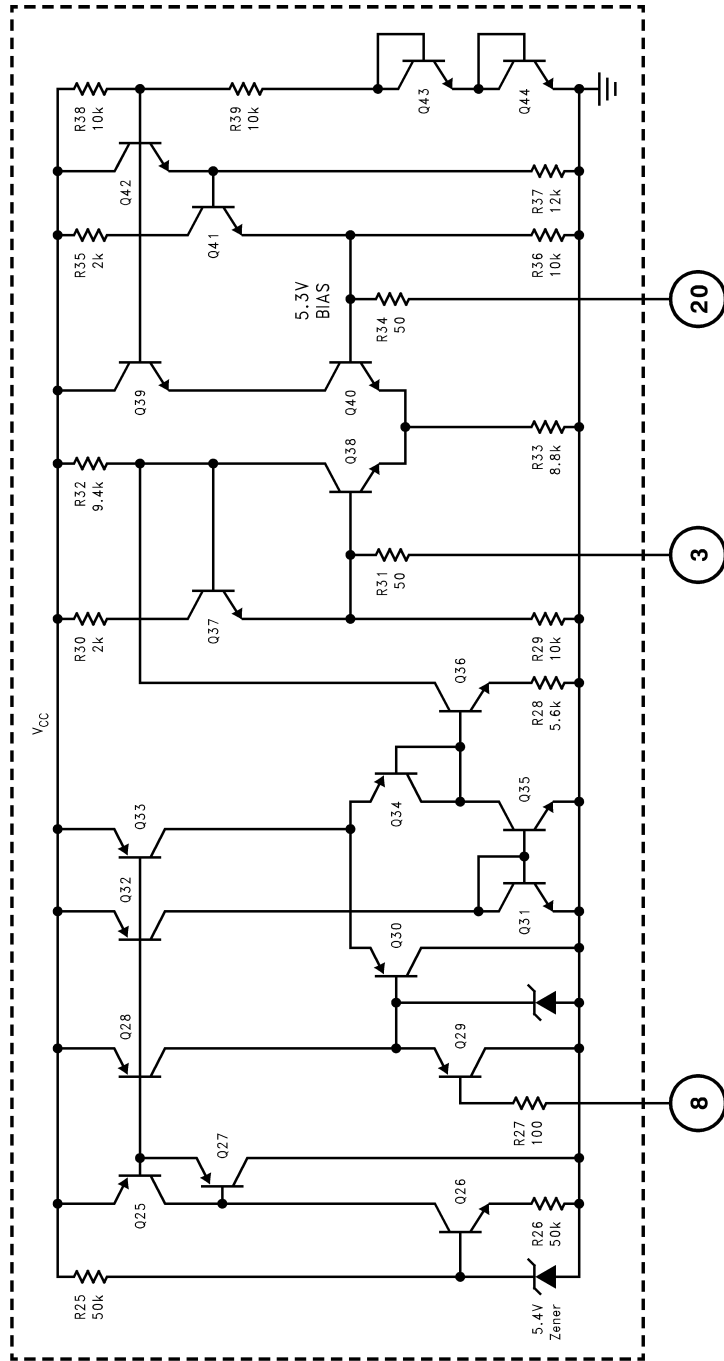 R38
10k
R39
10k
Q43
Q44
Q42
R37
12k
R35
2k
Q41
R36
10k
5.3V
BIAS
R34
50
20
Q39
Q40
R32
9.4k
Q38
R33
8.8k
R31
50
3
R30
2k
Q37
R29
10k
VCC
Q36
R28
5.6k
Q33
Q34
Q35
Q32
Q31
Q30
Q28
Q29
R27
100
8
Q27
Q25
Q26
R26
50k
R25
50k
5.4V
Zener